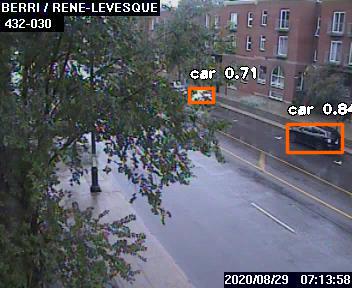 BERRI / RENE-LEVESQUE
432-030
car 0.71
car 0.84
2020/08/29 07:13:58